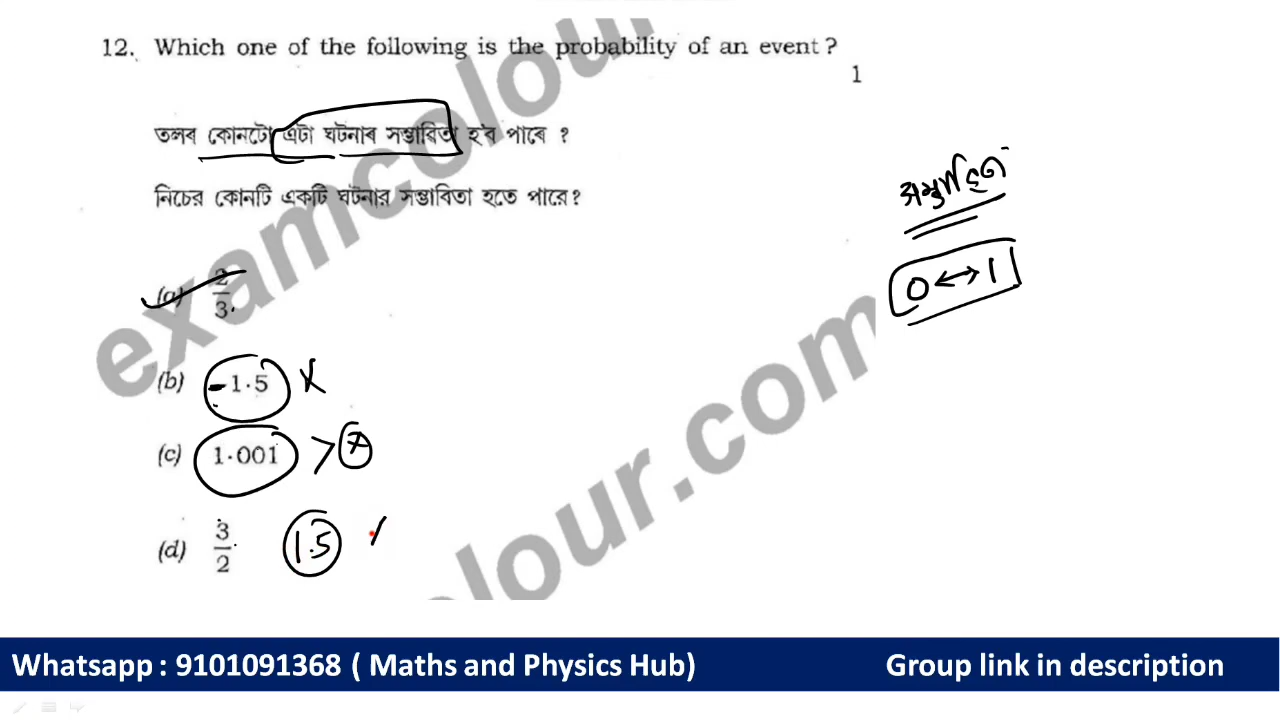 12. Which one of the following is the probability of an event ?
1
তলৰ কোনটো এটা ঘটনাৰ সম্ভাৱিতা হ'ব পাৰে ?
নিচের কোনটি একটি ঘটনার সম্ভাবিতা হতে পারে?
0 ↔ 1
(a) 2/3
(b) -1·5 x
(c) 1·001 > x
(d) 3/2 1.5
examcolour.com
Whatsapp : 9101091368 ( Maths and Physics Hub) Group link in description